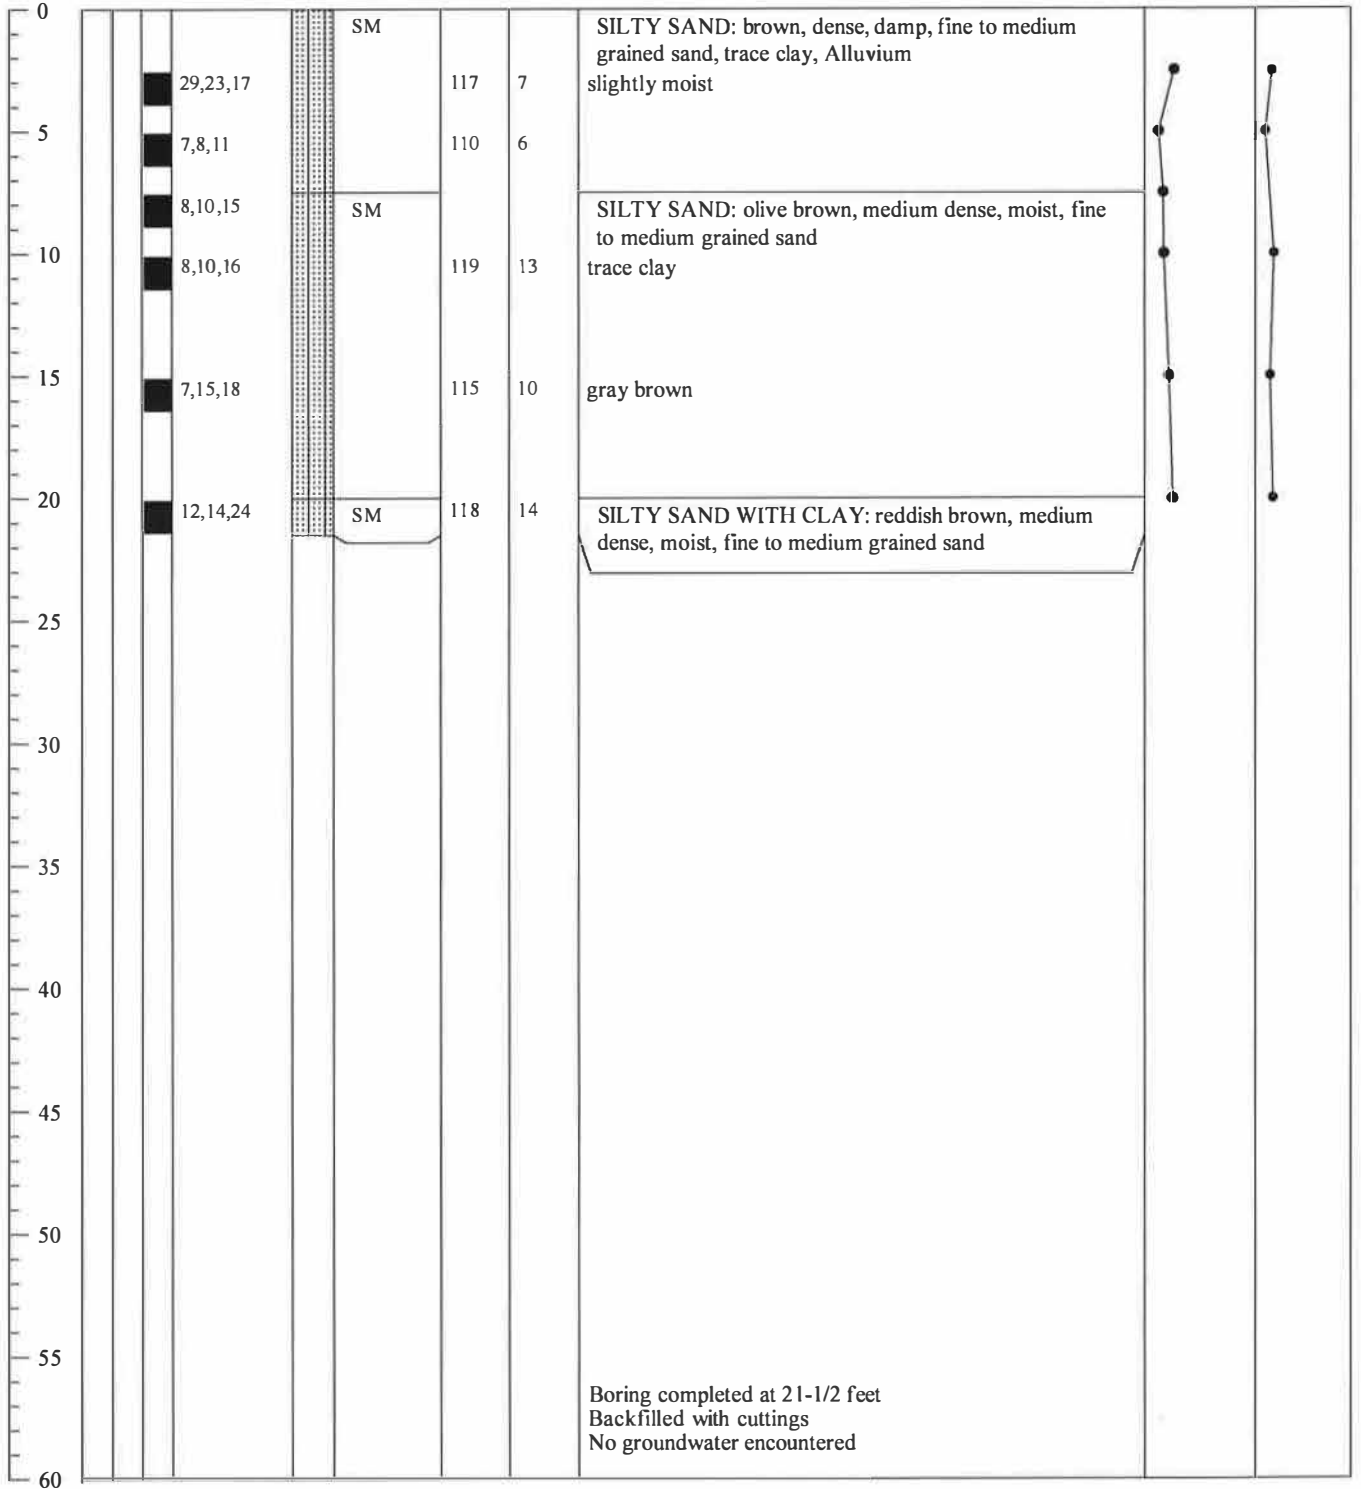 0
SM
SILTY SAND: brown, dense, damp, fine to medium
grained sand, trace clay, Alluvium
29,23,17
117
7
slightly moist
5
7,8,11
110
6
8,10,15
SM
SILTY SAND: olive brown, medium dense, moist, fine
to medium grained sand
10
8,10,16
119
13
trace clay
15
7,15,18
115
10
gray brown
20
12,14,24
SM
118
14
SILTY SAND WITH CLAY: reddish brown, medium
dense, moist, fine to medium grained sand
25
30
35
40
45
50
55
Boring completed at 21-1/2 feet
Backfilled with cuttings
No groundwater encountered
60